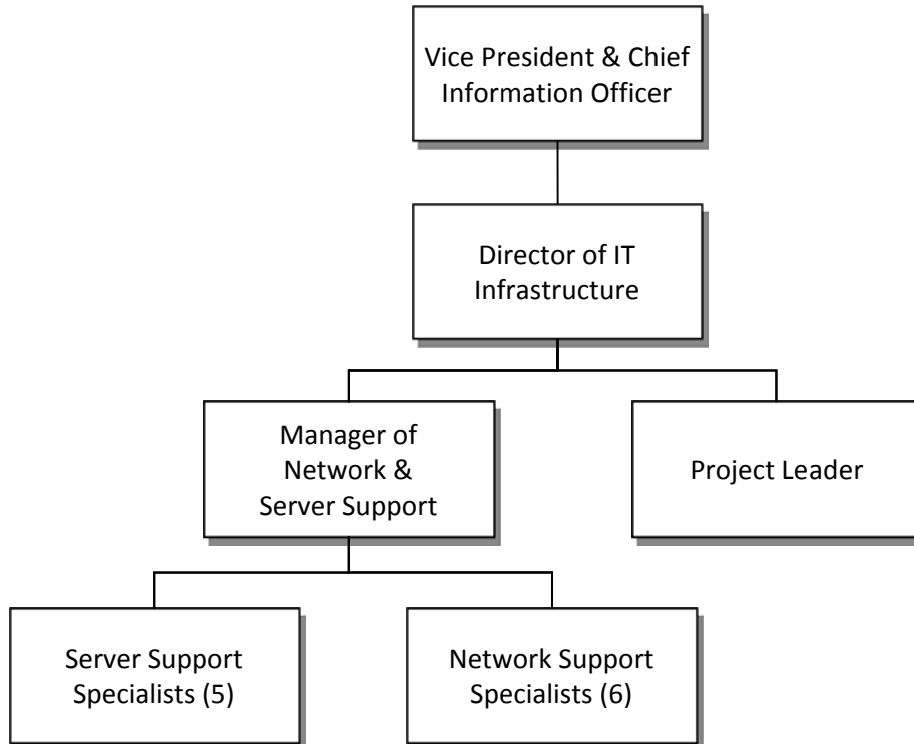 Vice President & Chief
Information Officer
Director of IT
Infrastructure
Manager of
Network &
Server Support
Project Leader
Server Support
Specialists (5)
Network Support
Specialists (6)